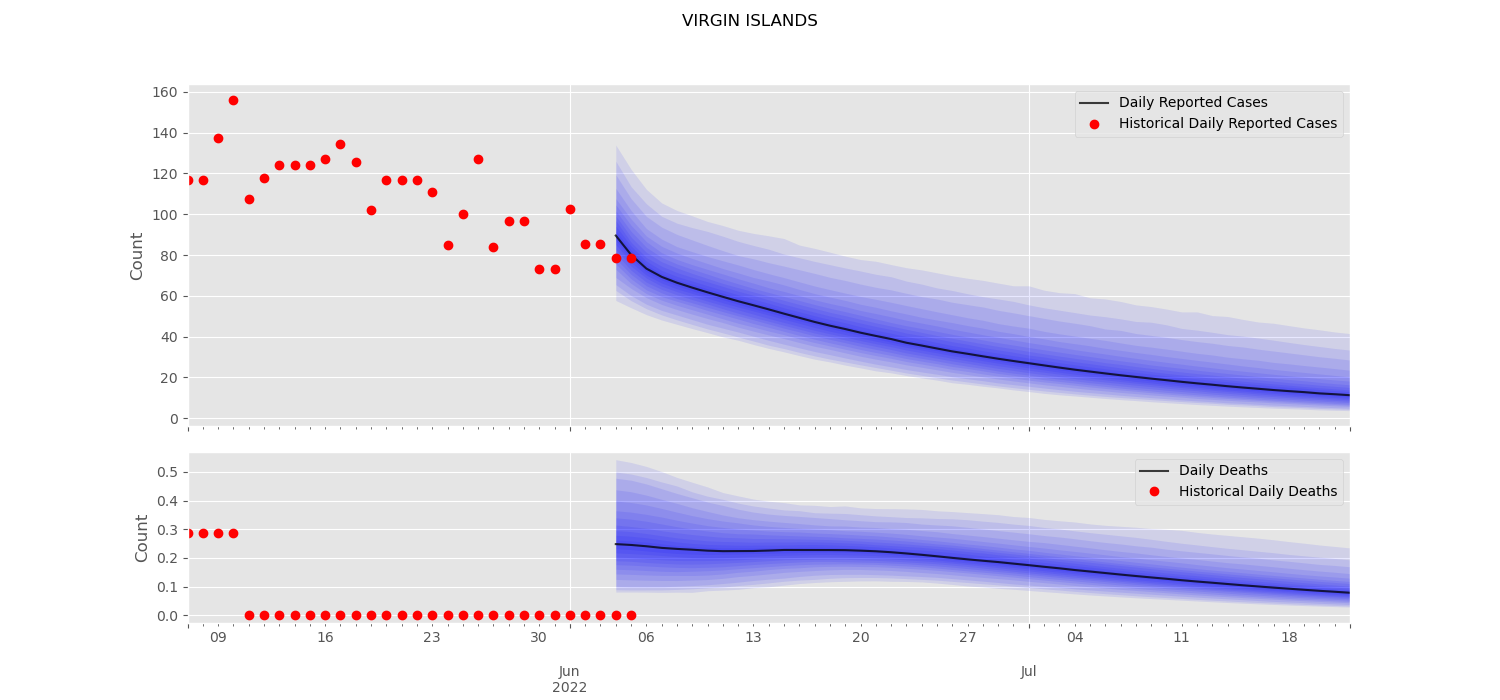 VIRGIN ISLANDS
160
140
120
100
80
60
40
20
0
Count
Daily Reported Cases
Historical Daily Reported Cases
0.5
0.4
0.3
0.2
0.1
0.0
Count
Daily Deaths
Historical Daily Deaths
09 16 23 30 06 13 20 27 04 11 18
Jun Jul
2022